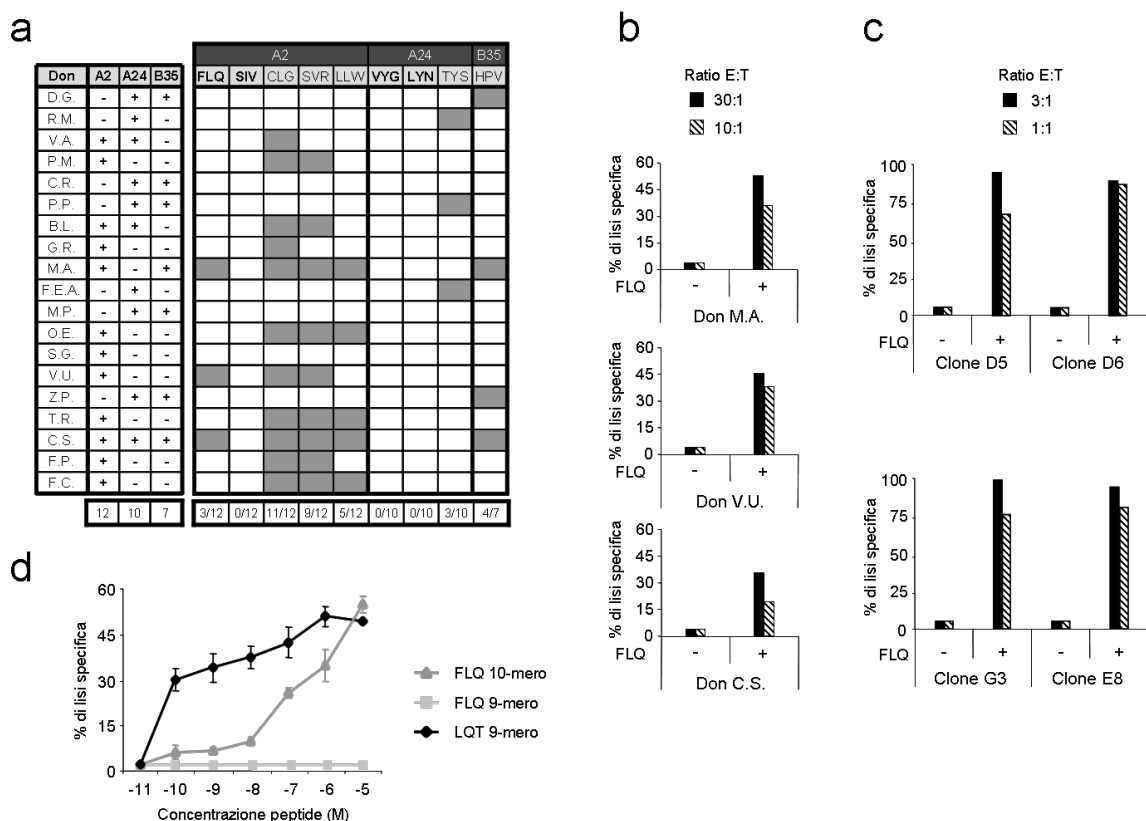 a
A2 A24 B35
Don A2 A24 B35 FLQ SIV CLG SVR LLW VYG LYN TYS HPV
D.G. - + +
R.M. - + -
V.A. + + -
P.M. + - -
C.R. - + +
P.P. - + +
B.L. + + -
G.R. + - -
M.A. + - +
F.E.A. - + -
M.P. - + +
O.E. + - -
S.G. + - -
V.U. + - -
Z.P. - + +
T.R. + - -
C.S. + + +
F.P. + - -
F.C. + - -
12 10 7 3/12 0/12 11/12 9/12 5/12 0/10 0/10 3/10 4/7
b
Ratio E:T
30:1
10:1
% di lisi specifica
60
45
30
15
0
FLQ - +
Don M.A.
% di lisi specifica
60
45
30
15
0
FLQ - +
Don V.U.
% di lisi specifica
60
45
30
15
0
FLQ - +
Don C.S.
c
Ratio E:T
3:1
1:1
% di lisi specifica
100
75
50
25
0
FLQ - + - +
Clone D5 Clone D6
% di lisi specifica
100
75
50
25
0
FLQ - + - +
Clone G3 Clone E8
d
% di lisi specifica
60
45
30
15
0
-11 -10 -9 -8 -7 -6 -5
Concentrazione peptide (M)
FLQ 10-mero
FLQ 9-mero
LQT 9-mero